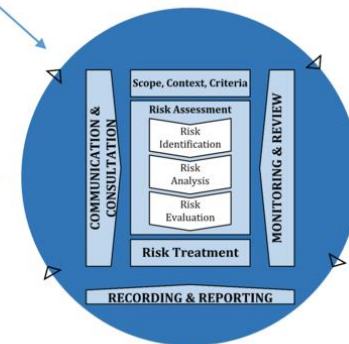 Scope, Context, Criteria
COMMUNICATION &
CONSULTATION
Risk Assessment
Risk
Identification
Risk
Analysis
Risk
Evaluation
MONITORING & REVIEW
Risk Treatment
RECORDING & REPORTING